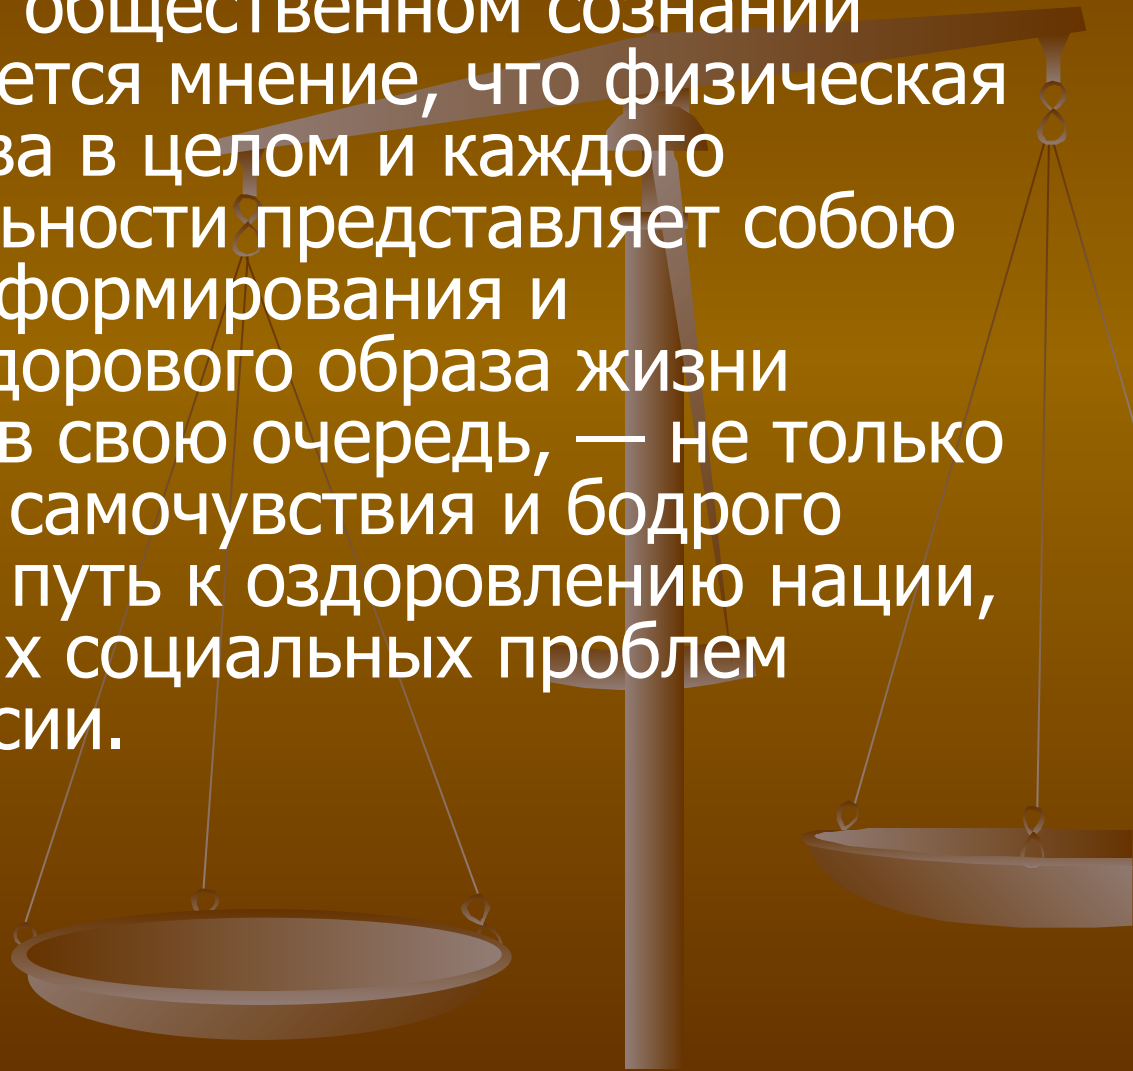 общественном сознании
ется мнение, что физическая
ва в целом и каждого
ьности представляет собою
формирования и
дорового образа жизни
в свою очередь, — не только
самочувствия и бодрого
путь к оздоровлению нации,
х социальных проблем
сии.